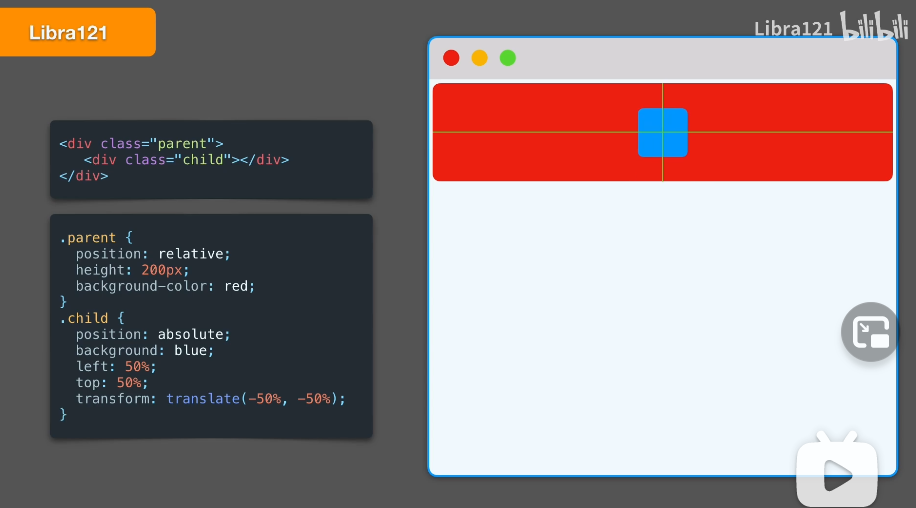 Libra121
Libra121 bilibili
<div class="parent">
<div class="child"></div>
</div>
.parent {
position: relative;
height: 200px;
background-color: red;
}
.child {
position: absolute;
background: blue;
left: 50%;
top: 50%;
transform: translate(-50%, -50%);
}